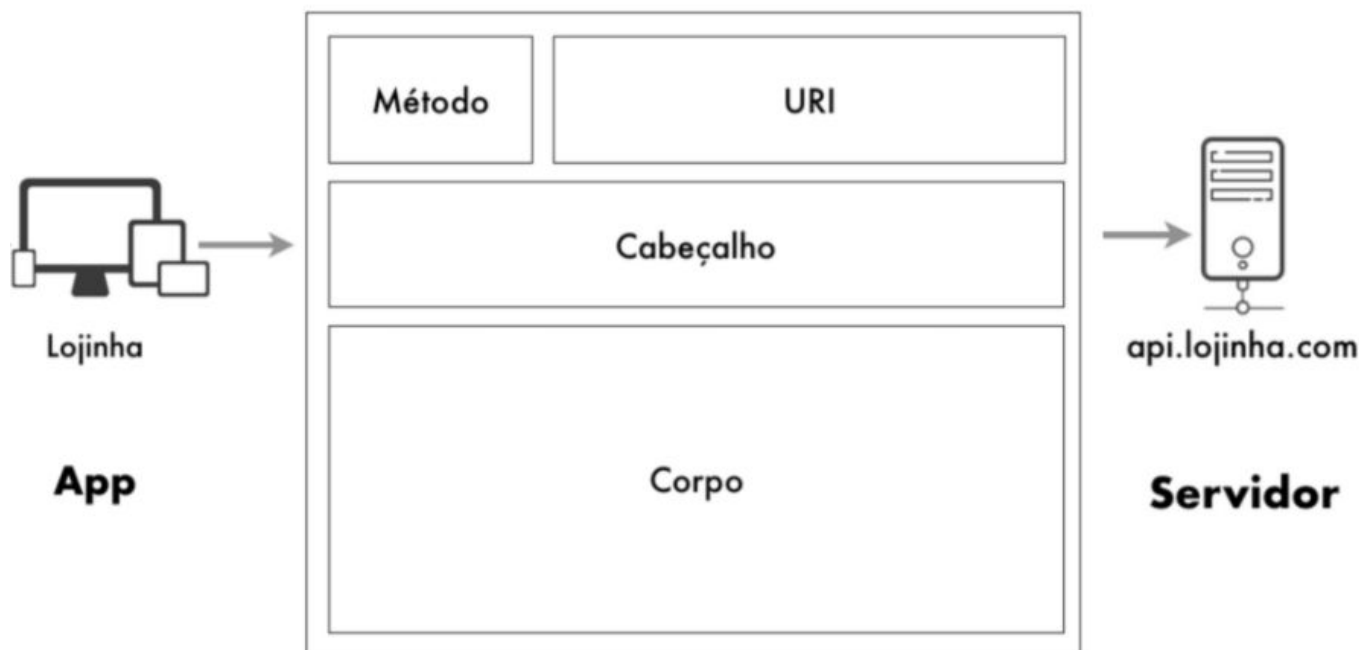 Método
URI
Cabeçalho
Lojinha
api.lojinha.com
App
Corpo
Servidor